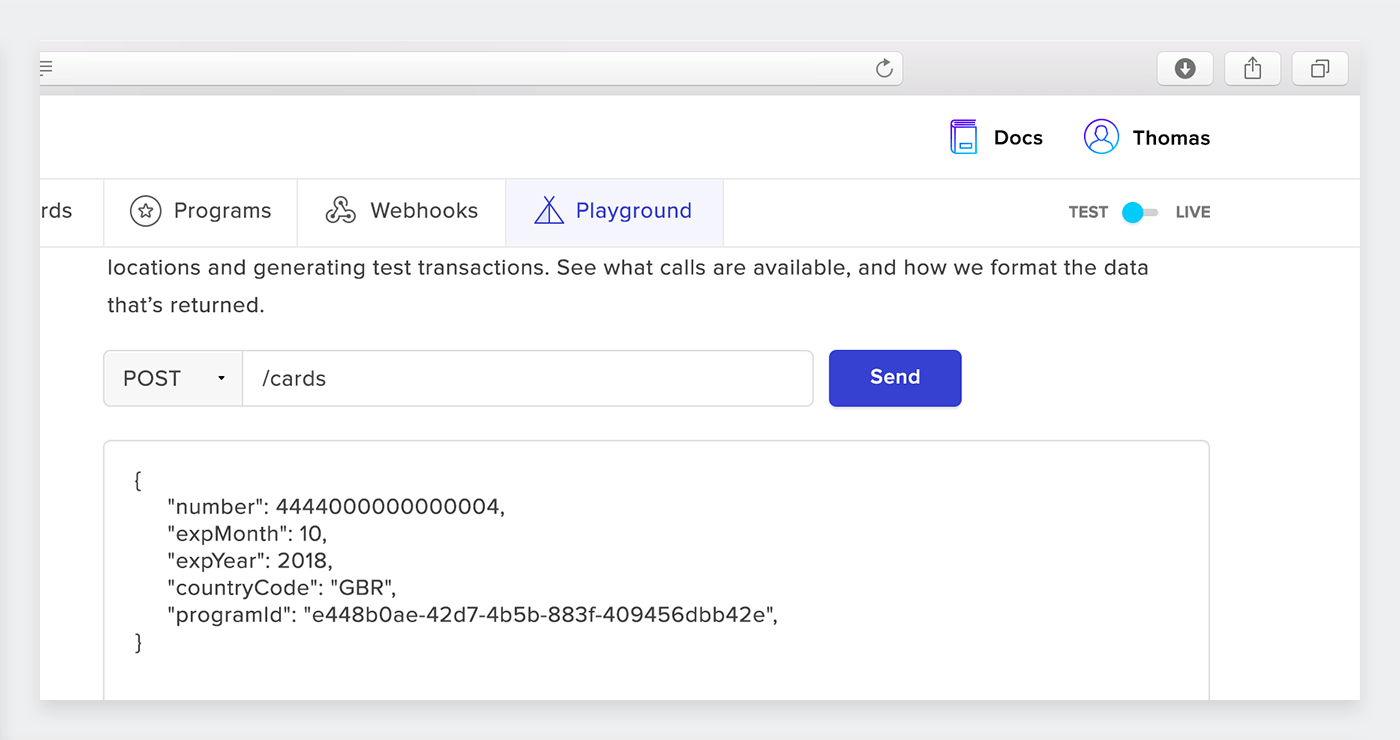 Docs
Thomas
rds
Programs
Webhooks
Playground
TEST
LIVE
locations and generating test transactions. See what calls are available, and how we format the data
that’s returned.
POST
/cards
Send
{
"number": 4444000000000004,
"expMonth": 10,
"expYear": 2018,
"countryCode": "GBR",
"programId": "e448b0ae-42d7-4b5b-883f-409456dbb42e",
}